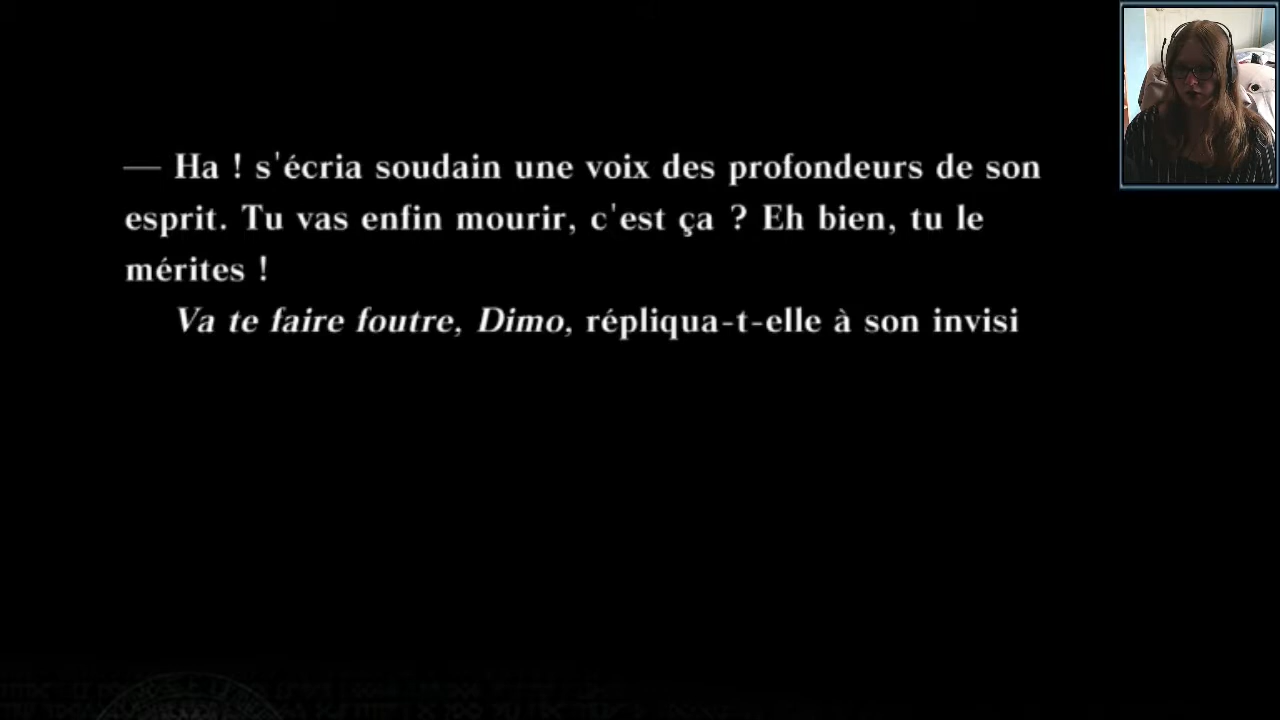 — Ha ! s'écria soudain une voix des profondeurs de son
esprit. Tu vas enfin mourir, c'est ça ? Eh bien, tu le
mérites !
Va te faire foutre, Dimo, répliqua-t-elle à son invisi